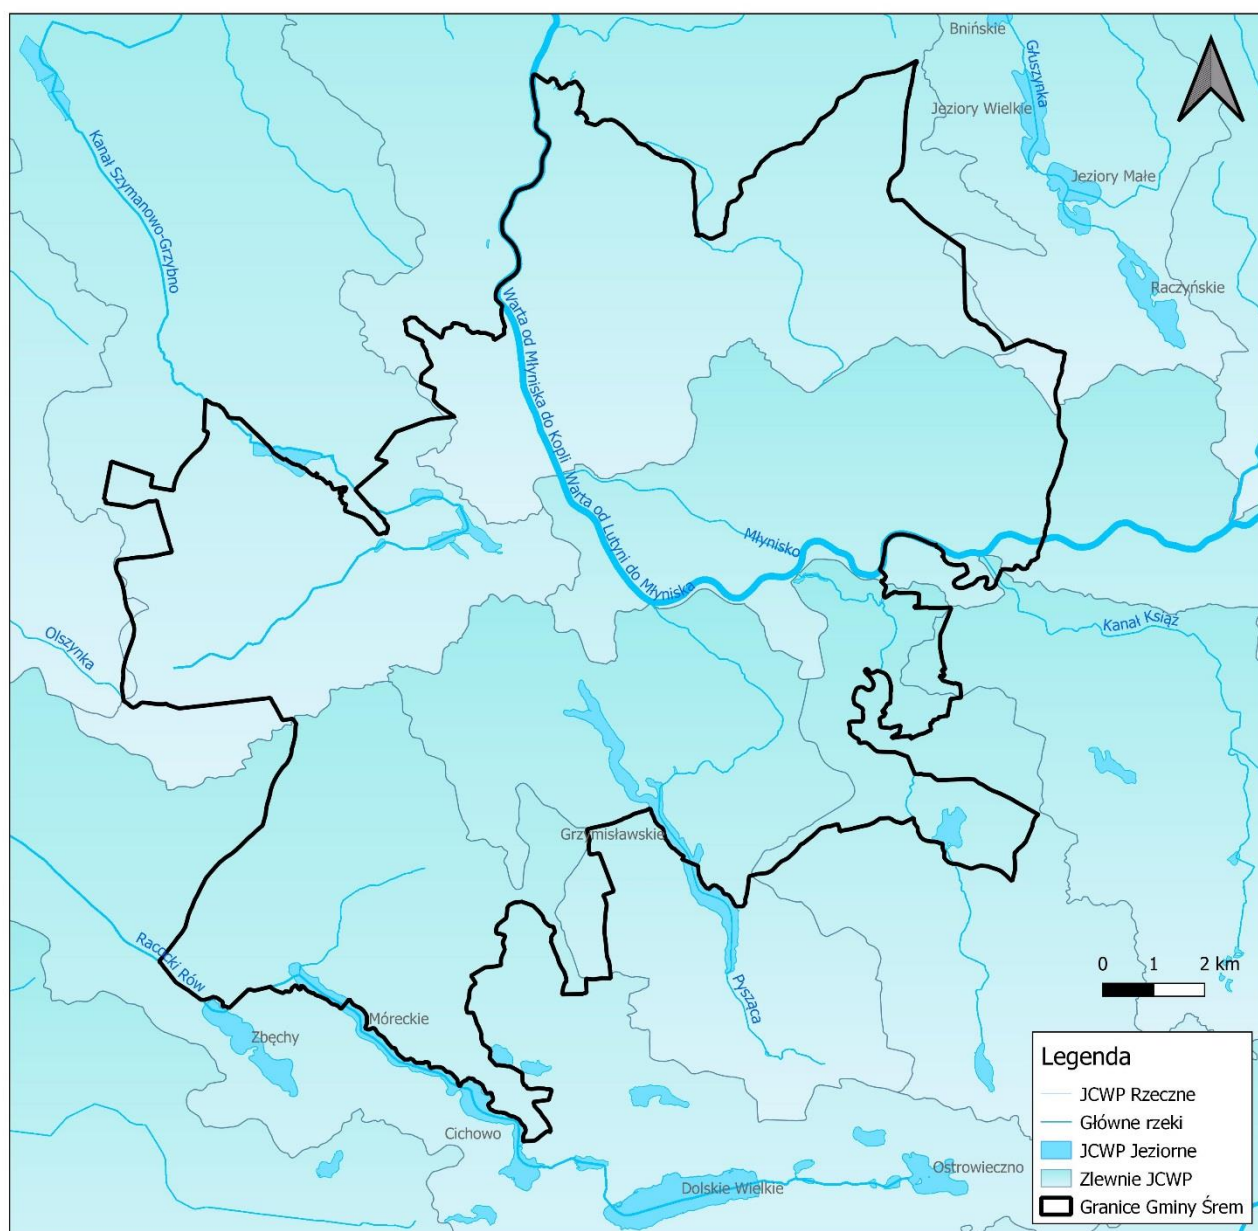 Bnińskie
Głuszynka
Jeziory Wielkie
Jeziory Małe
Kanał Szymanowo-Grzybno
Raczyńskie
Warta od Młyniska do Kopli
Warta od Lutyni do Młyniska
Młynisko
Kanał Książ
Olszynka
Grzymisławskie
Racocki Rów
Pysząca
Móreckie
Zbęchy
Cichowo
Ostrowieczno
Dolskie Wielkie
0 1 2 km
Legenda
JCWP Rzeczne
Główne rzeki
JCWP Jeziorne
Zlewnie JCWP
Granice Gminy Śrem